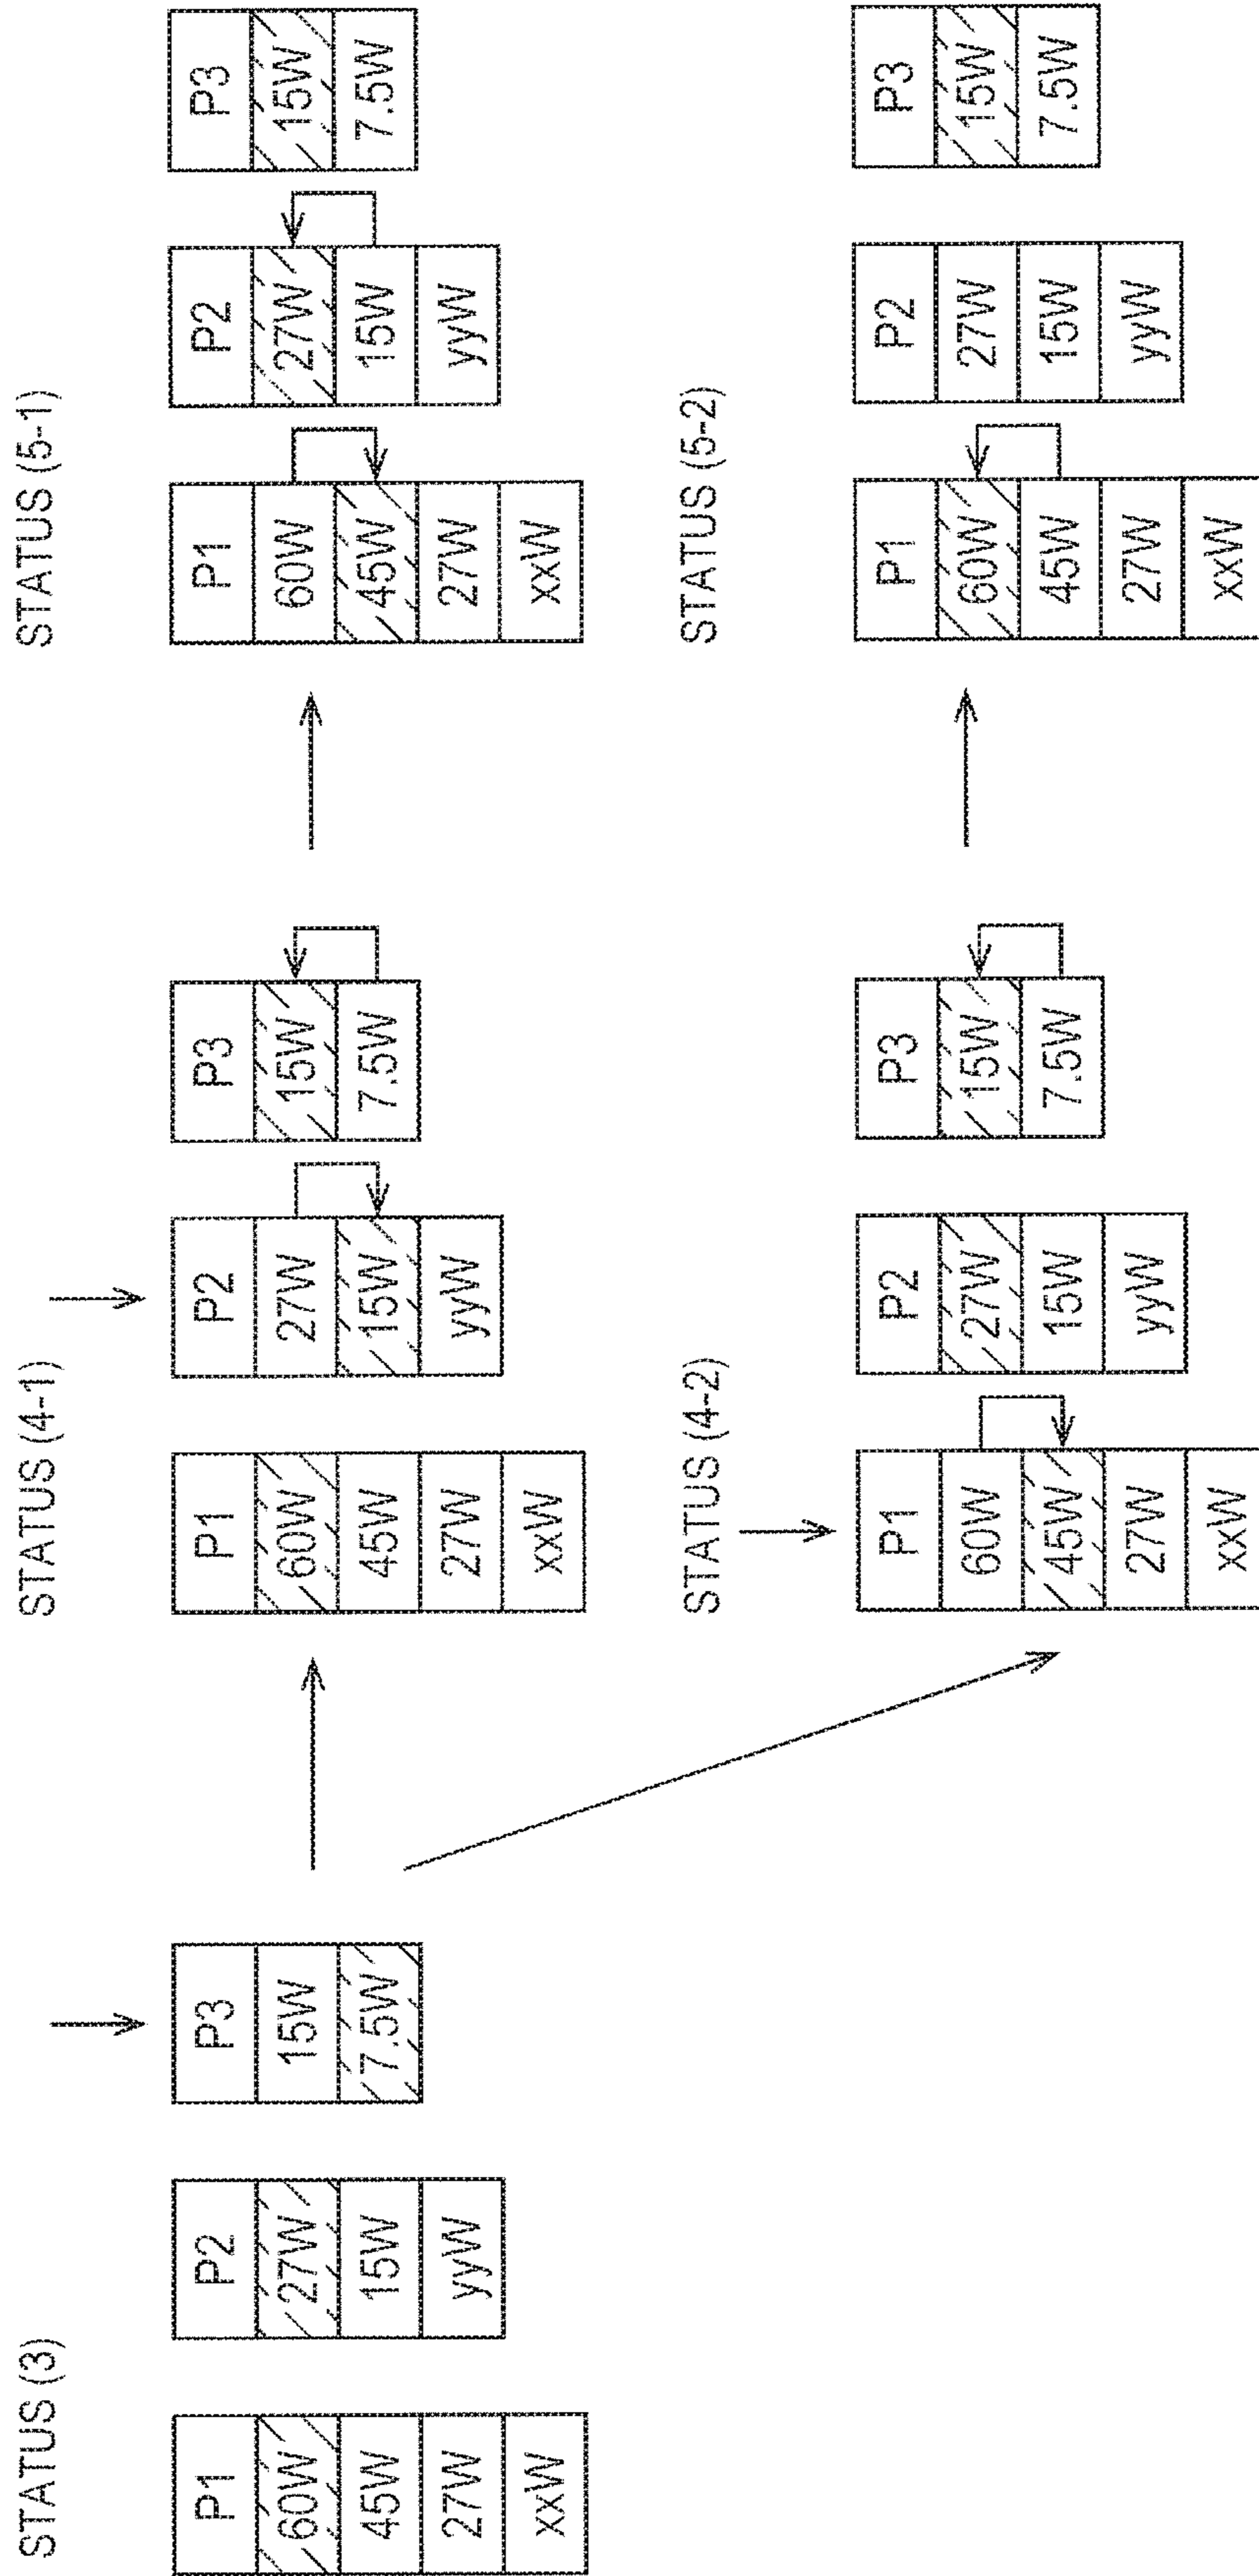 STATUS (3)
P1
60W
45W
27W
xxW
P2
27W
15W
yyW
P3
15W
7.5W
STATUS (4-1)
P1
60W
45W
27W
xxW
P2
27W
15W
yyW
P3
15W
7.5W
STATUS (5-1)
P1
60W
45W
27W
xxW
P2
27W
15W
yyW
P3
15W
7.5W
STATUS (4-2)
P1
60W
45W
27W
xxW
P2
27W
15W
yyW
P3
15W
7.5W
STATUS (5-2)
P1
60W
45W
27W
xxW
P2
27W
15W
yyW
P3
15W
7.5W